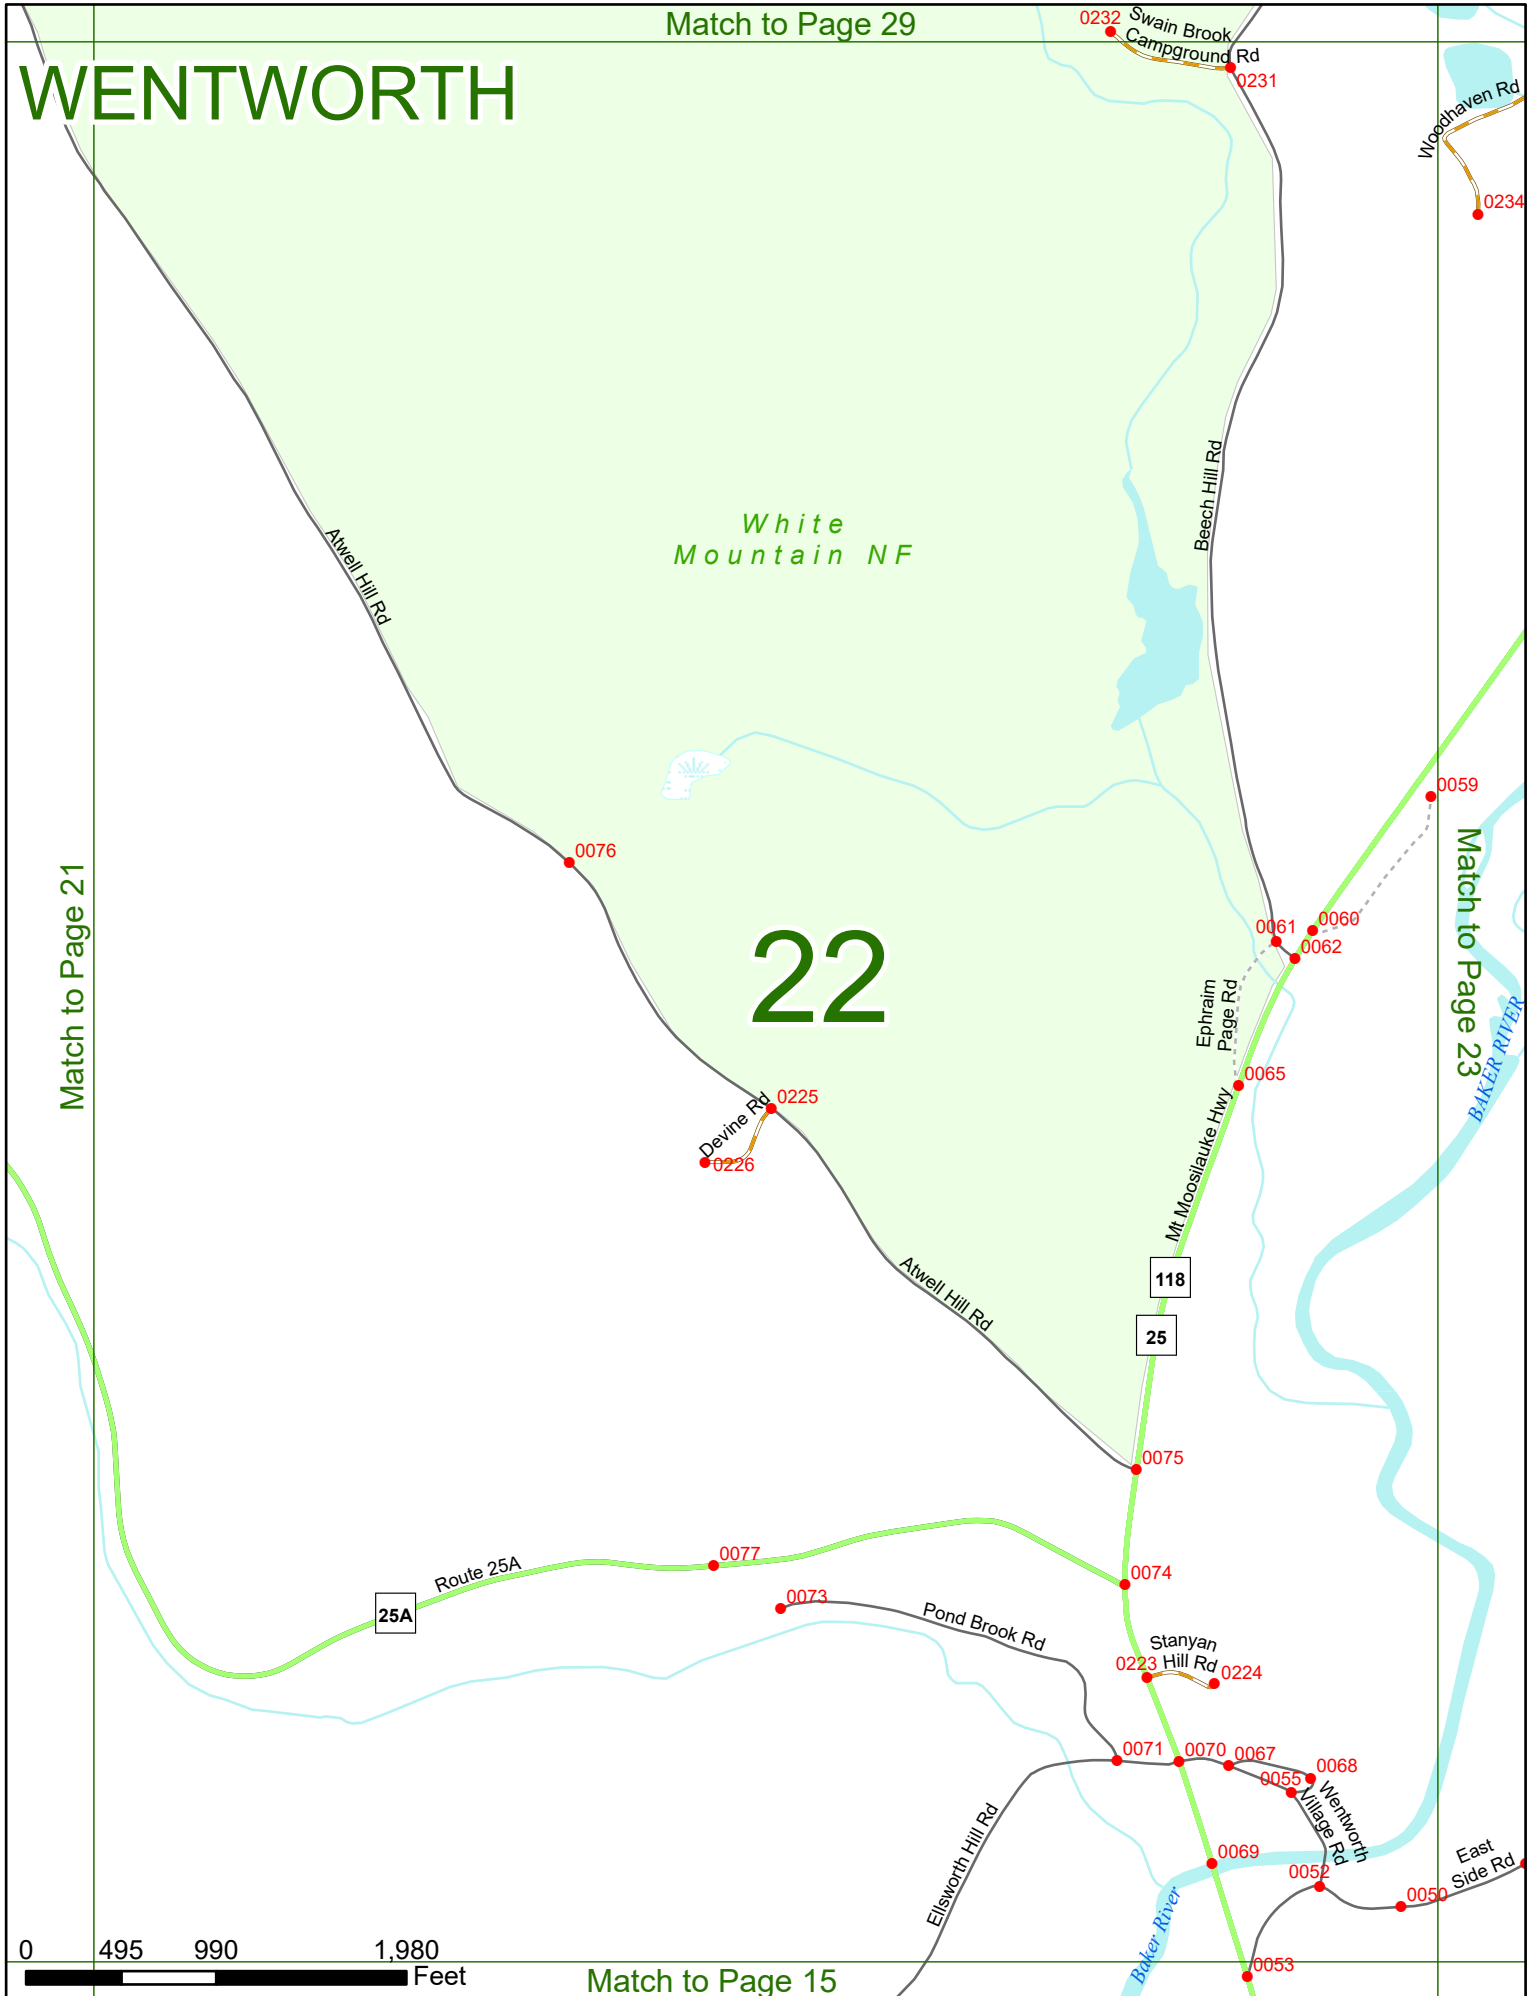 Match to Page 29
WENTWORTH
0232
Swain Brook
Campground Rd
0231
Woodhaven Rd
0234
Beech Hill Rd
Atwell Hill Rd
White
Mountain NF
0059
Match to Page 21
0076
22
0061
0060
0062
Match to Page 23
Ephraim
Page Rd
BAKER RIVER
0065
0225
Devine Rd
0226
Mt Moosilauke Hwy
Atwell Hill Rd
118
25
0075
0077
Route 25A
25A
0074
0073
Pond Brook Rd
Stanyan
Hill Rd
0223
0224
0071
0070
0067
0068
0055
Wentworth
Village Rd
Ellsworth Hill Rd
0069
East
Side Rd
0052
0050
Baker River
0053
0 495 990 1,980
Feet
Match to Page 15